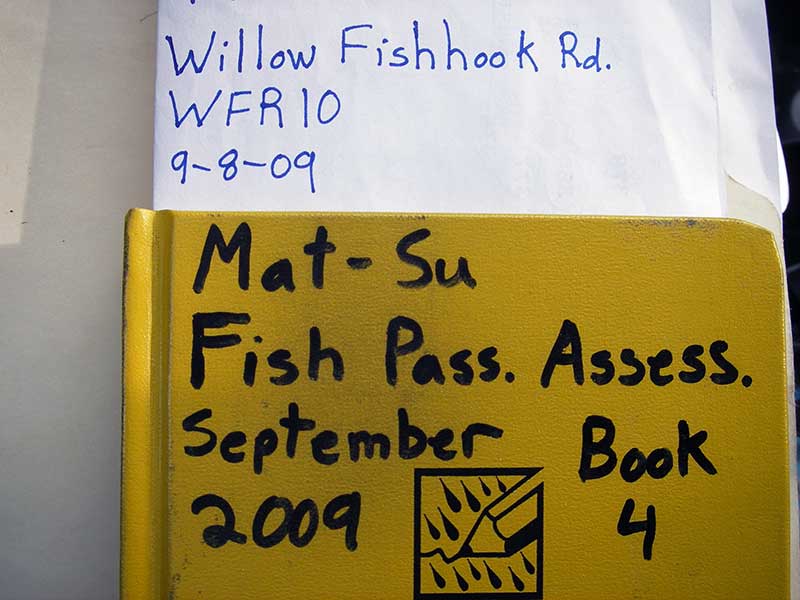 Willow Fishhook Rd.
WFR10
9-8-09
Mat-Su
Fish Pass. Assess.
September Book
2009 4